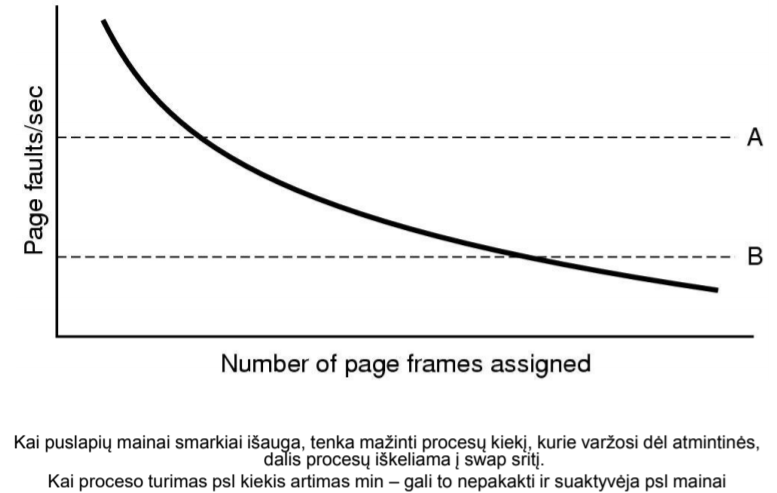 Page faults/sec
A
B
Number of page frames assigned
Kai puslapių mainai smarkiai išauga, tenka mažinti procesų kiekį, kurie varžosi dėl atmintinės,
dalis procesų iškeliama į swap sritį.
Kai proceso turimas psl kiekis artimas min – gali to nepakakti ir suaktyvėja psl mainai